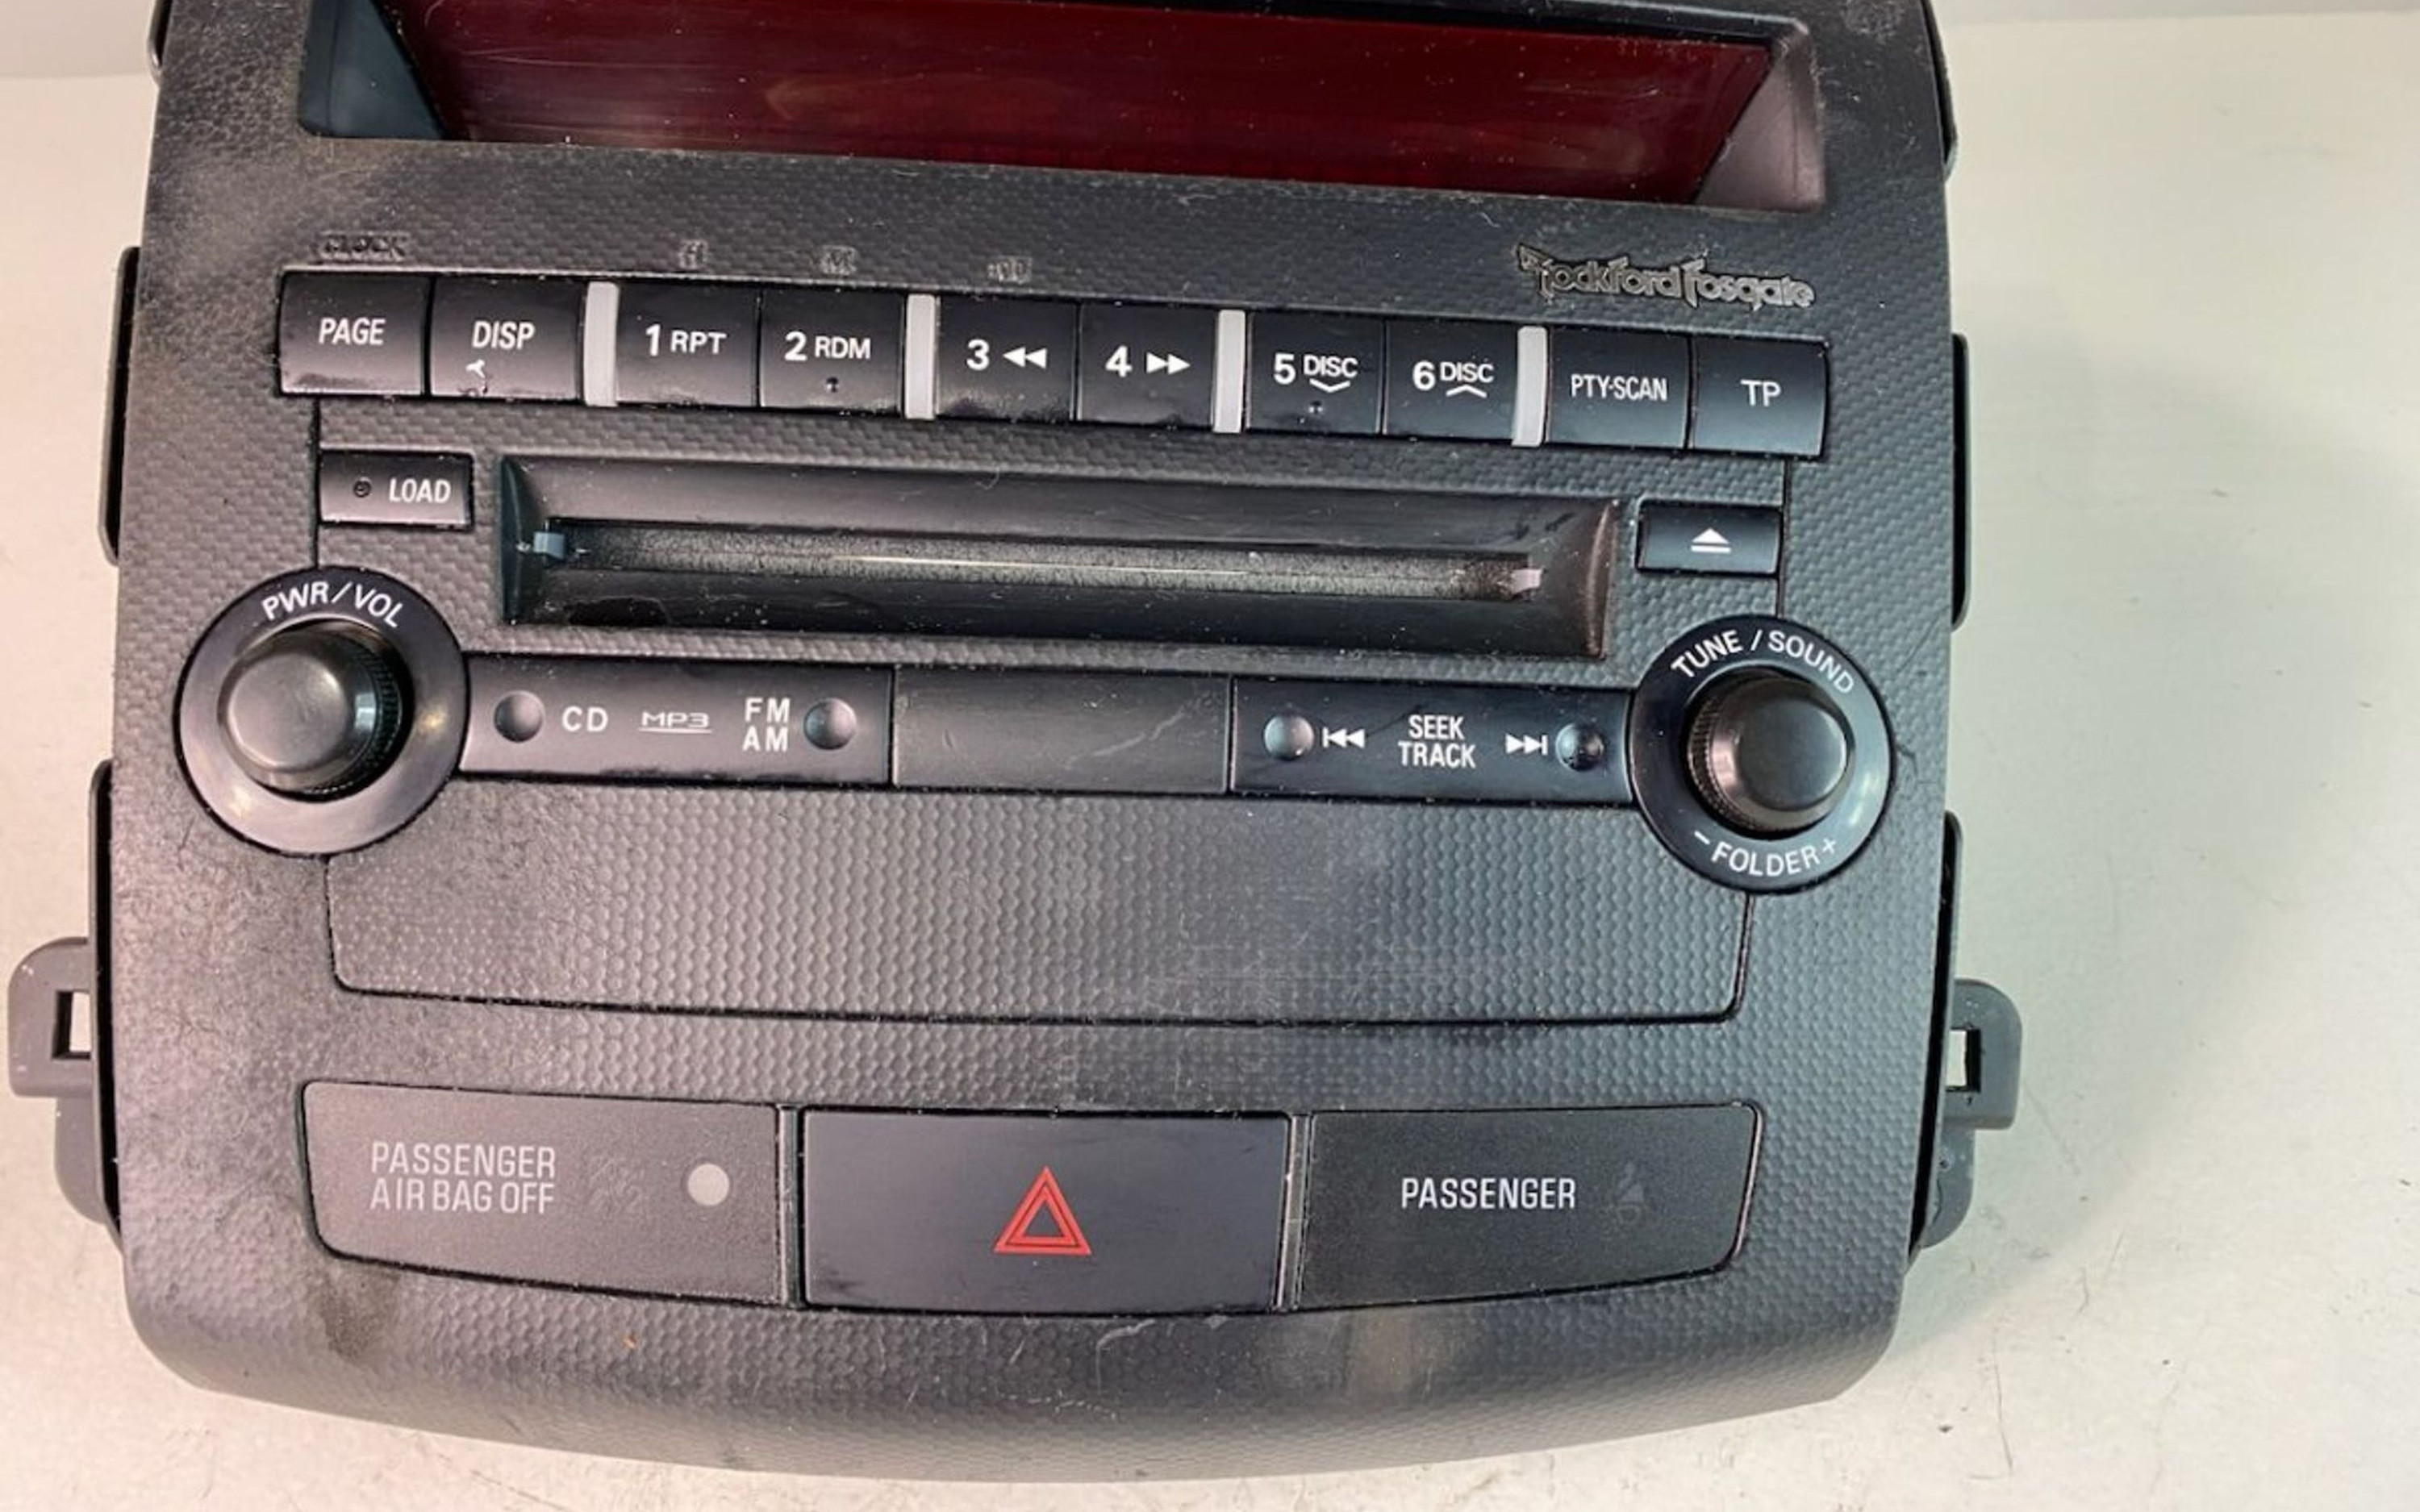 CLOCK H M
Rockford Fosgate
PAGE DISP 1 RPT 2 RDM 3 4 5 DISC 6 DISC PTY·SCAN TP
LOAD
PWR/VOL
TUNE / SOUND
CD MP3 FM AM
SEEK
TRACK
- FOLDER +
PASSENGER
AIR BAG OFF
PASSENGER